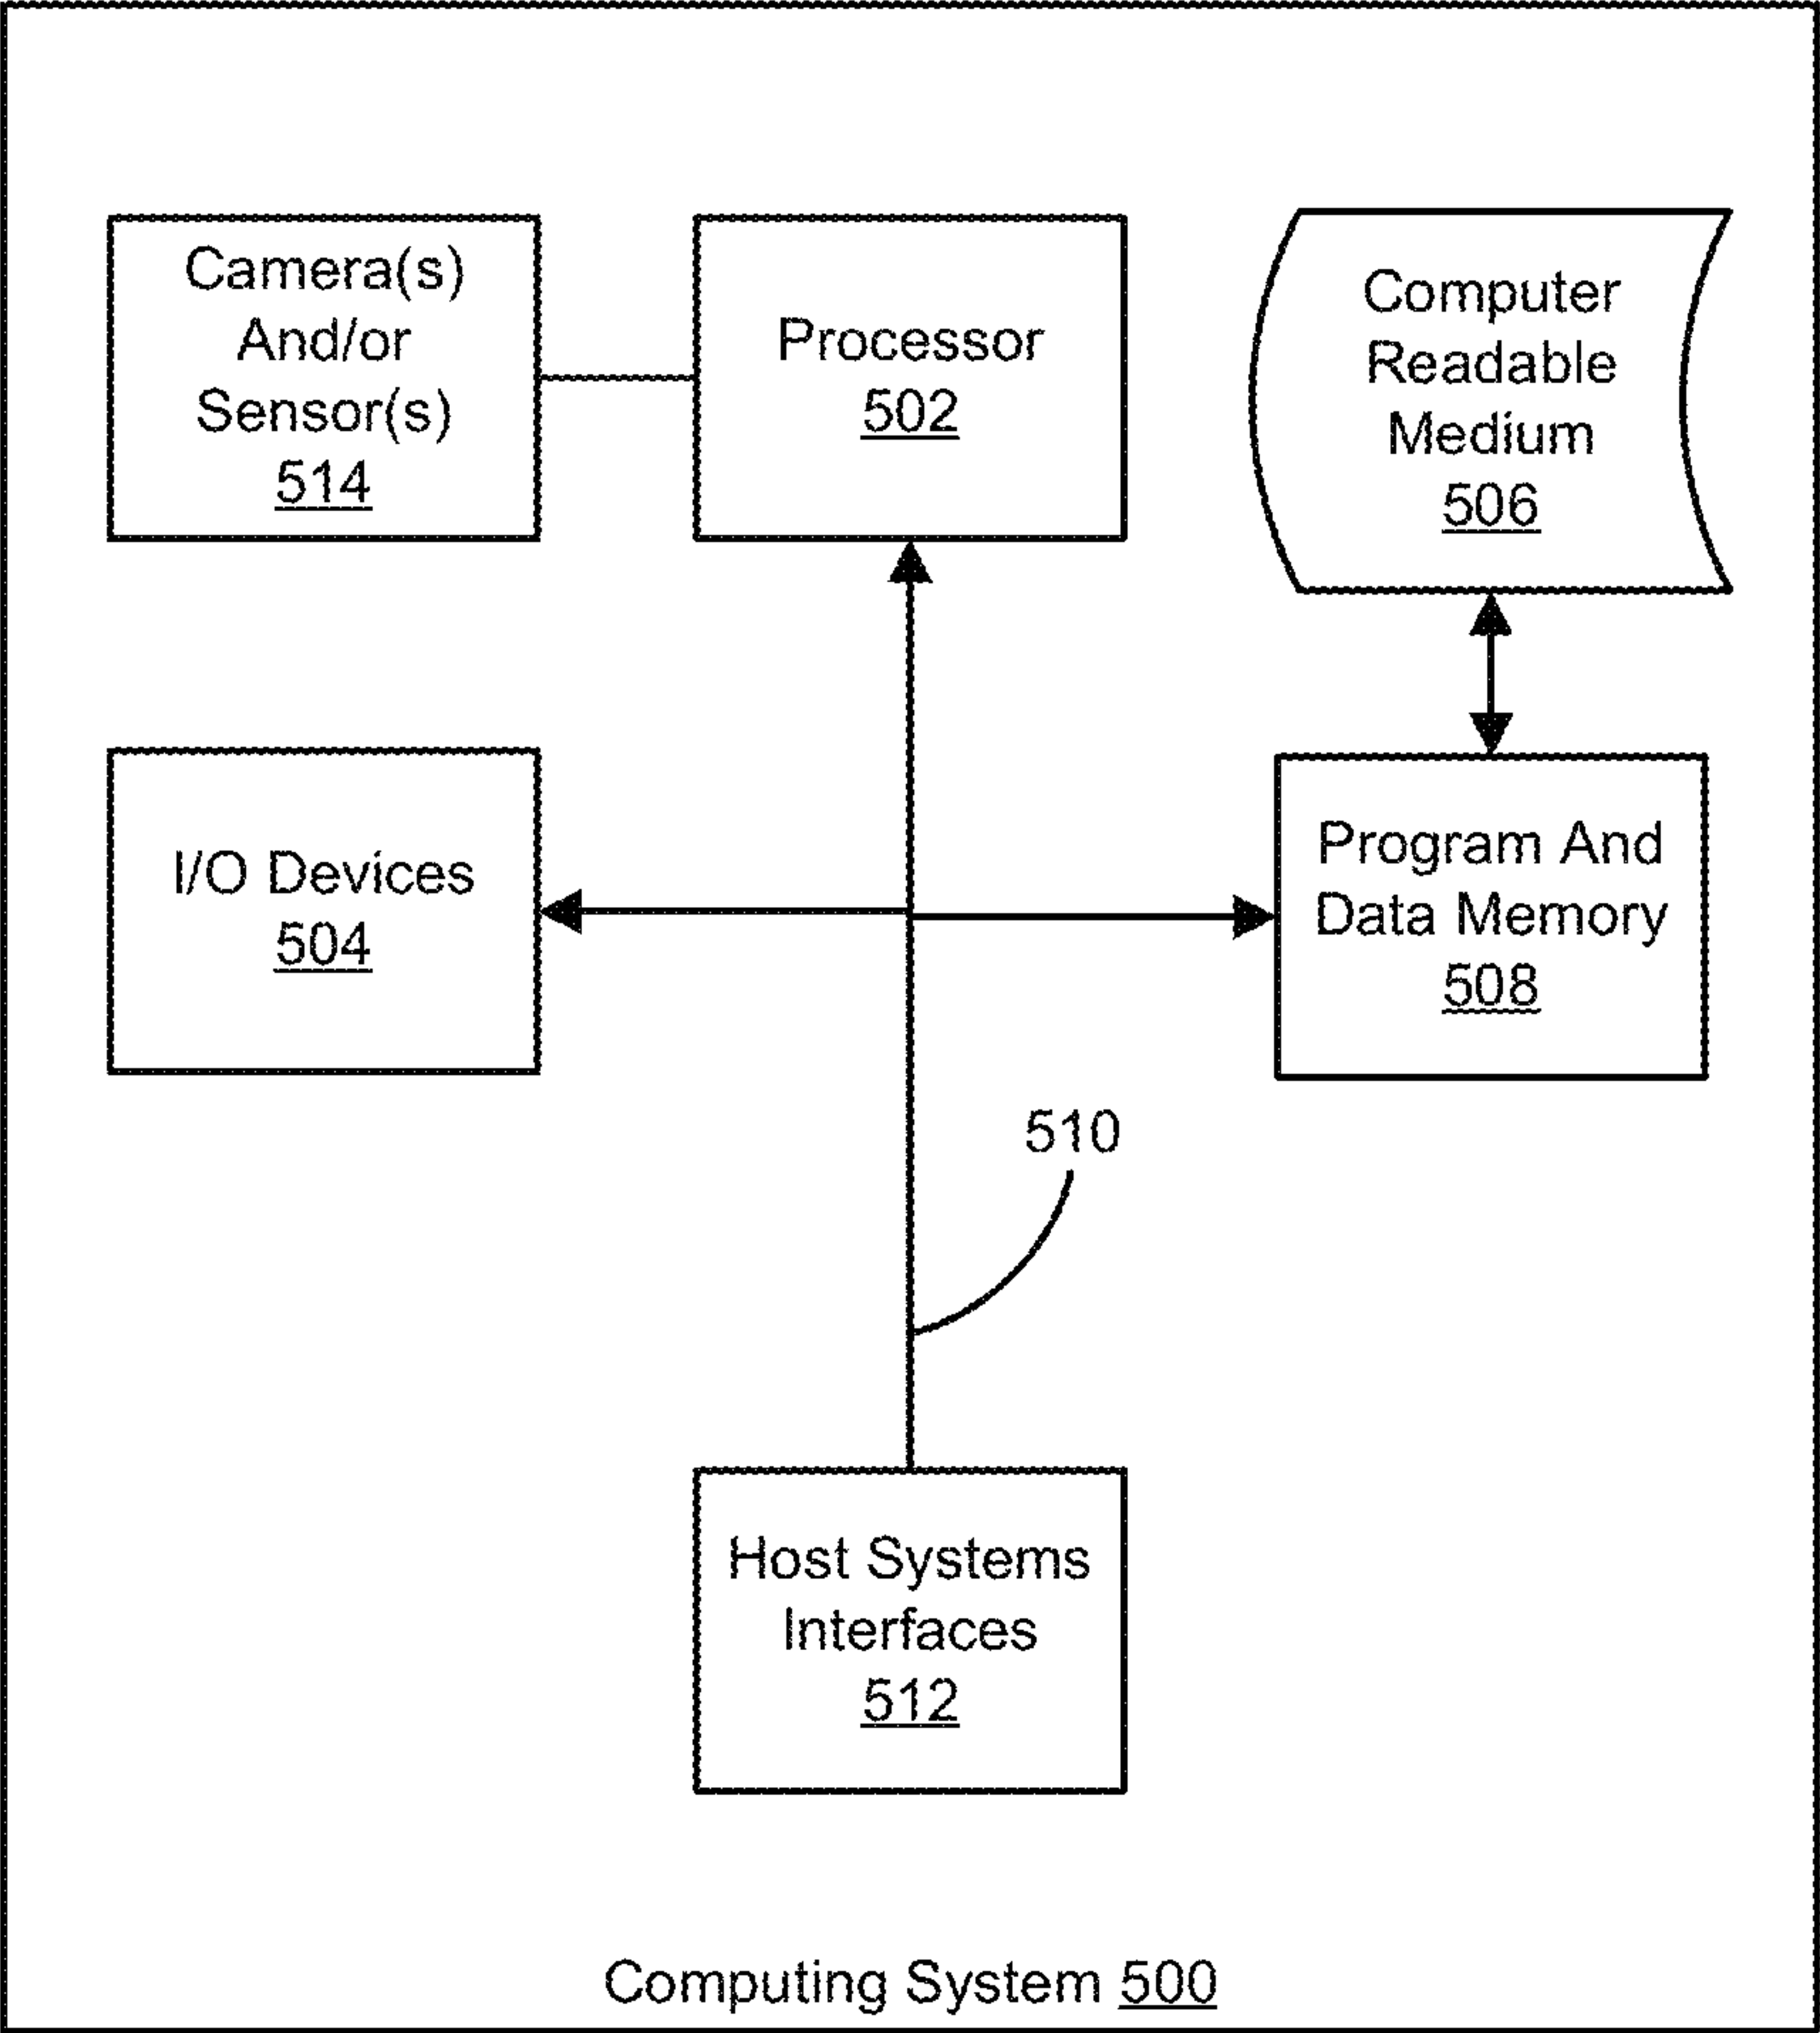 Camera(s)
And/or
Sensor(s)
514
Processor
502
Computer
Readable
Medium
506
I/O Devices
504
Program And
Data Memory
508
510
Host Systems
Interfaces
512
Computing System 500